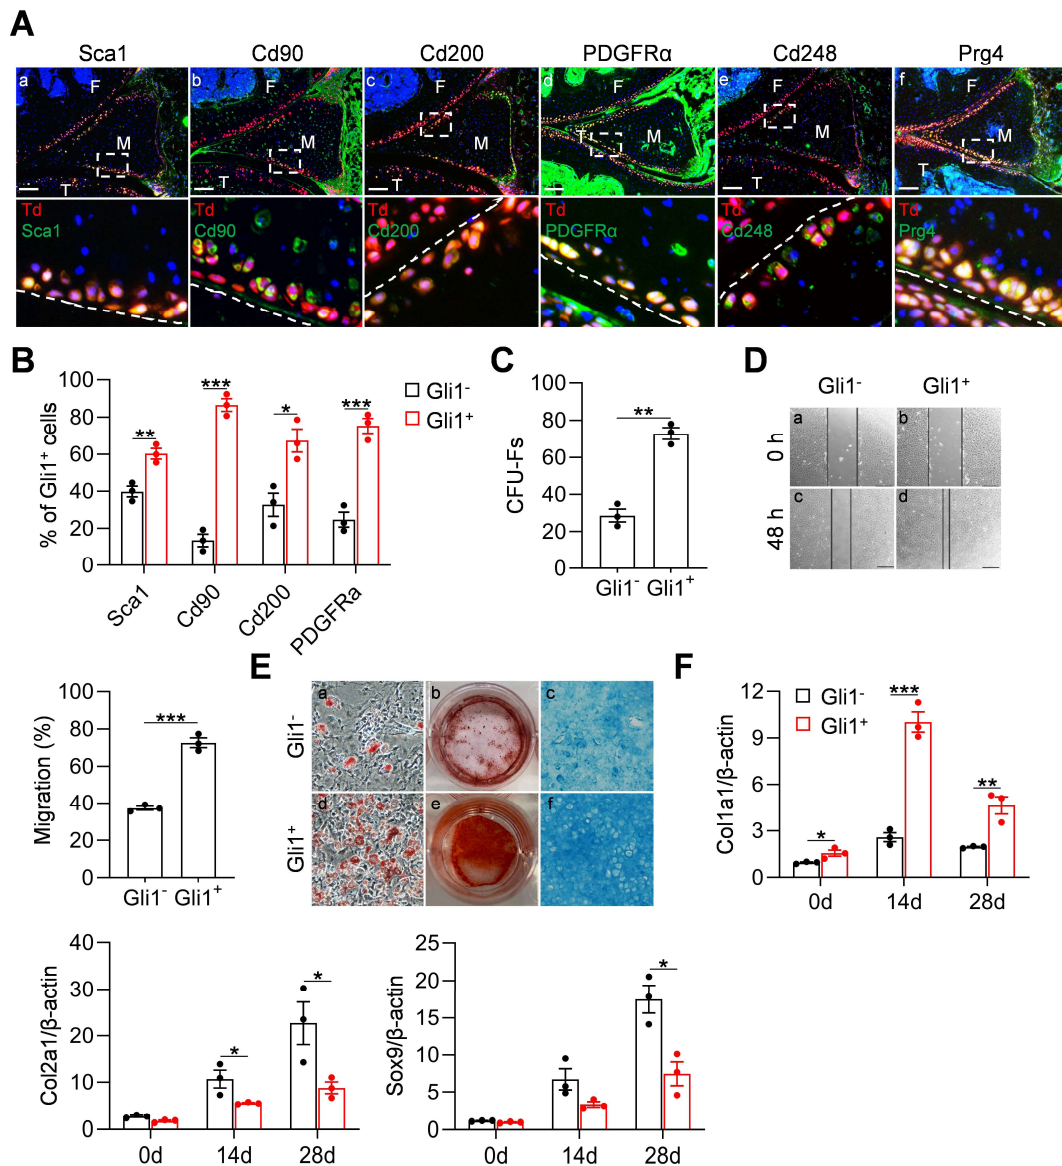 A
Sca1 Cd90 Cd200 PDGFRα Cd248 Prg4
a b c d e f
F F F F F F
M M M M M M
T T T T T T
Td Td Td Td Td Td
Sca1 Cd90 Cd200 PDGFRα Cd248 Prg4
B
% of Gli1⁺ cells
100
80
60
40
20
0
** *** * ***
Gli1⁻
Gli1⁺
Sca1 Cd90 Cd200 PDGFRa
C
CFU-Fs
100
80
60
40
20
0
**
Gli1⁻ Gli1⁺
D
Gli1⁻ Gli1⁺
0 h
a b
48 h
c d
Migration (%)
100
80
60
40
20
0
***
Gli1⁻ Gli1⁺
E
Gli1⁻
a b c
Gli1⁺
d e f
F
Col1a1/β-actin
12
9
6
3
0
* *** **
Gli1⁻
Gli1⁺
0d 14d 28d
Col2a1/β-actin
40
30
20
10
0
* *
0d 14d 28d
Sox9/β-actin
25
20
15
10
5
0
*
0d 14d 28d